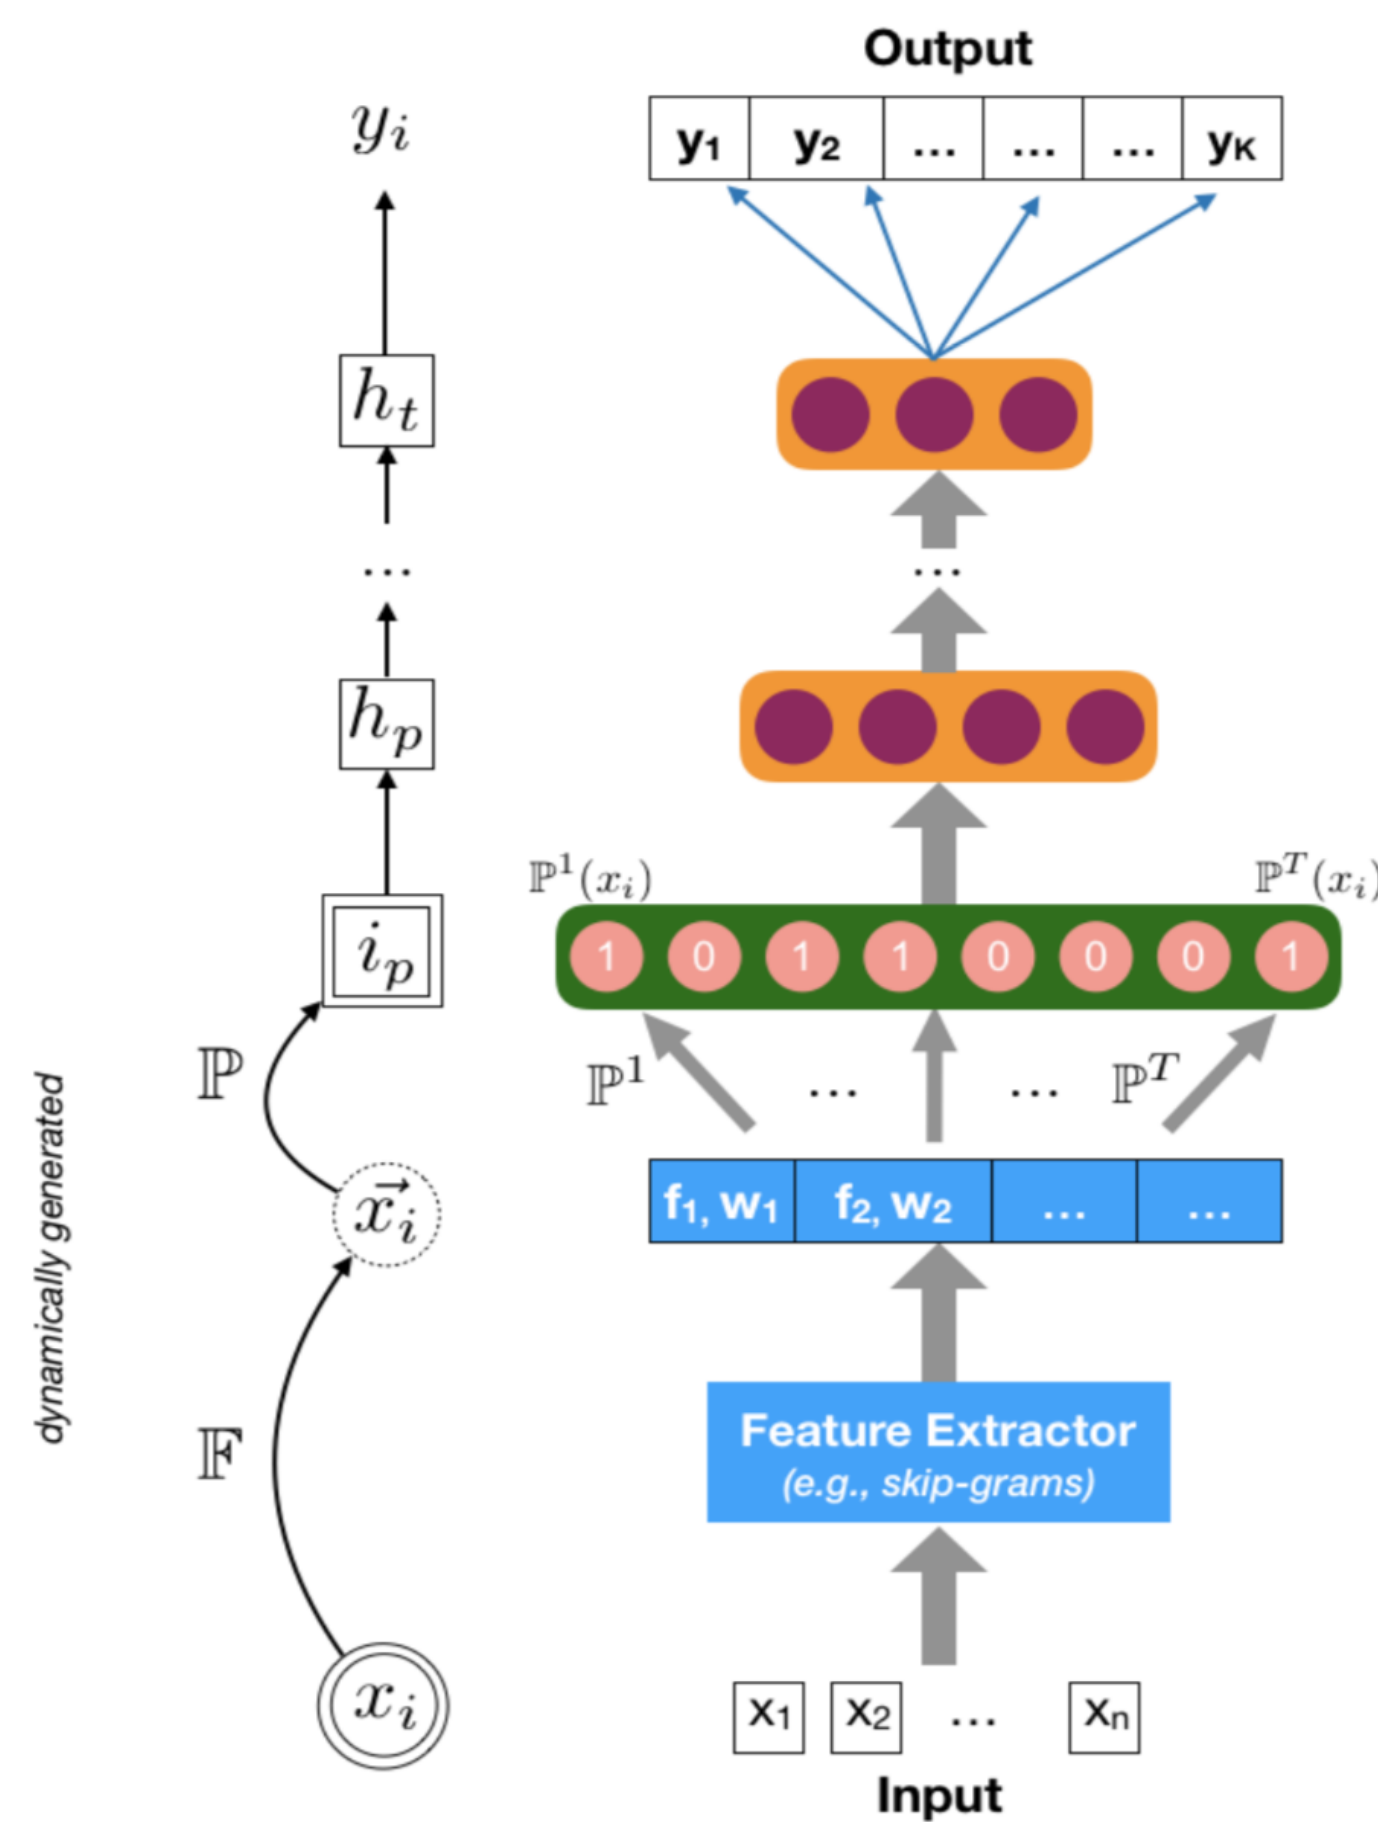 Output
y₁ y₂ ... ... ... yK
yᵢ
hₜ
...
...
hₚ
ℙ¹(xᵢ) ℙᵀ(xᵢ)
iₚ
1 0 1 1 0 0 0 1
ℙ
ℙ¹ ... ... ℙᵀ
x⃗ᵢ
f₁, w₁ f₂, w₂ ... ...
dynamically generated
𝔽
Feature Extractor
(e.g., skip-grams)
xᵢ
x₁ x₂ ... xₙ
Input